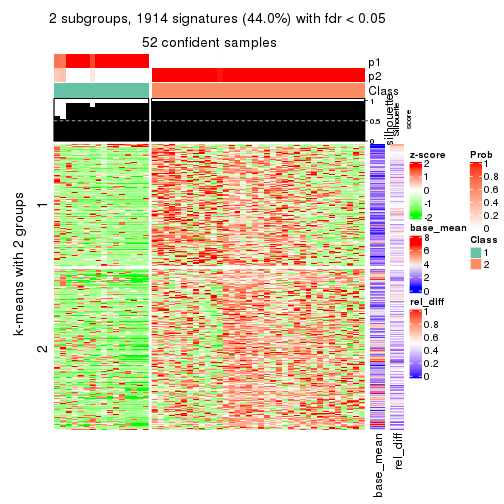 2 subgroups, 1914 signatures (44.0%) with fdr < 0.05
52 confident samples
p1
p2
Class
silhouette
1
0.5
0
Silhouette
score
k-means with 2 groups
1
2
base_mean
rel_diff
z-score
2
1
0
-1
-2
base_mean
8
6
4
2
0
rel_diff
1
0.8
0.6
0.4
0.2
0
Prob
1
0.8
0.6
0.4
0.2
0
Class
1
2